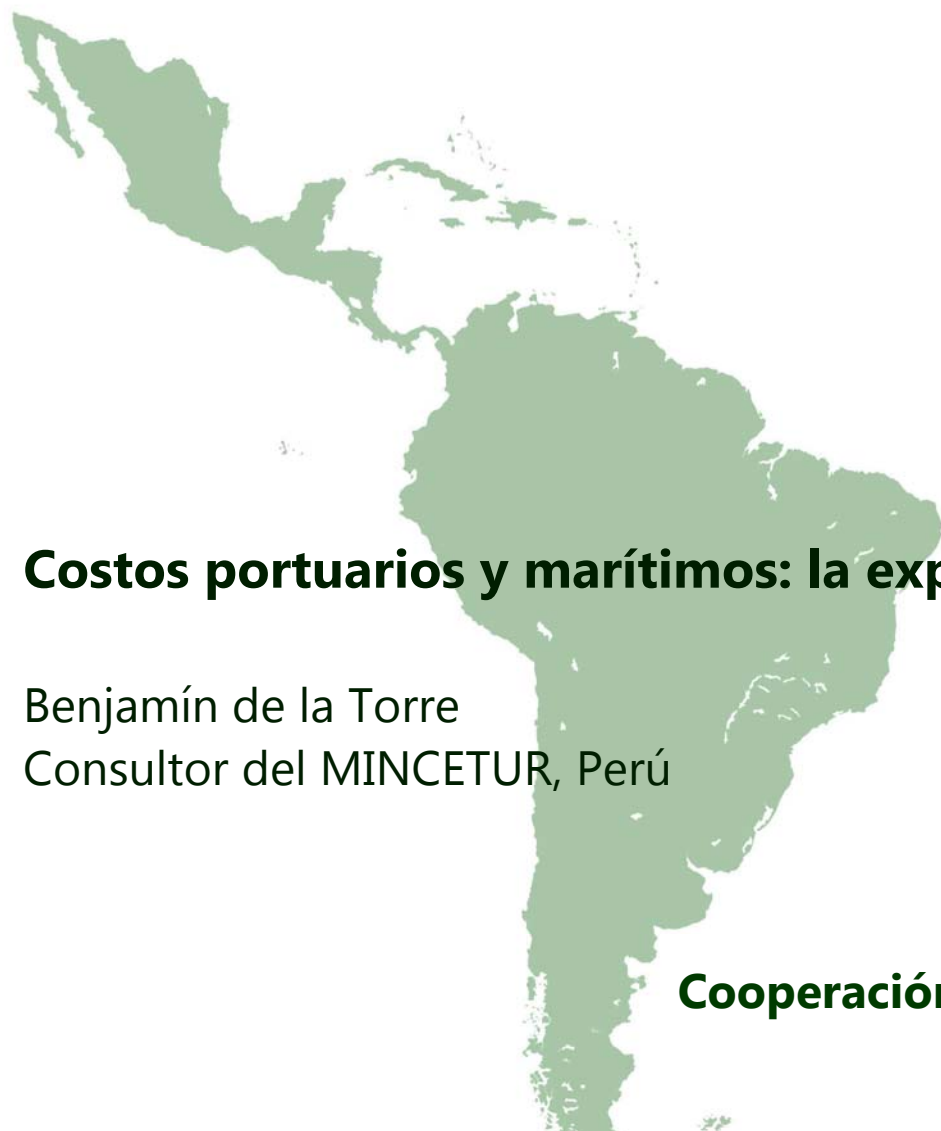 Costos portuarios y marítimos: la exp
Benjamín de la Torre
Consultor del MINCETUR, Perú
Cooperación